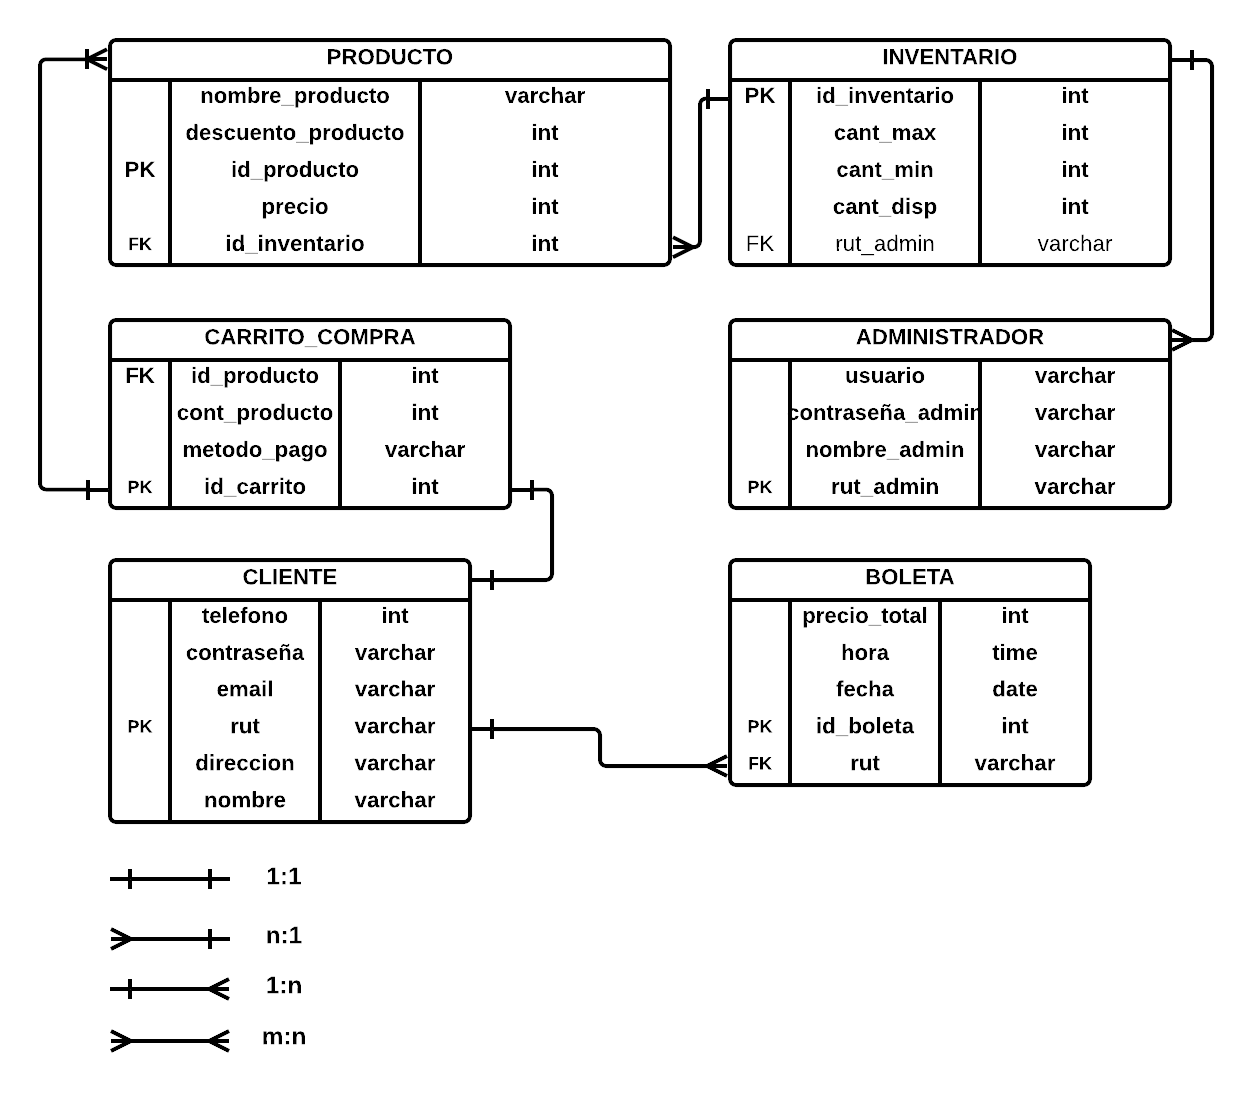 PRODUCTO
nombre_producto varchar
descuento_producto int
PK id_producto int
precio int
FK id_inventario int
INVENTARIO
PK id_inventario int
cant_max int
cant_min int
cant_disp int
FK rut_admin varchar
CARRITO_COMPRA
FK id_producto int
cont_producto int
metodo_pago varchar
PK id_carrito int
ADMINISTRADOR
usuario varchar
contraseña_admin varchar
nombre_admin varchar
PK rut_admin varchar
CLIENTE
telefono int
contraseña varchar
email varchar
PK rut varchar
direccion varchar
nombre varchar
BOLETA
precio_total int
hora time
fecha date
PK id_boleta int
FK rut varchar
1:1
n:1
1:n
m:n